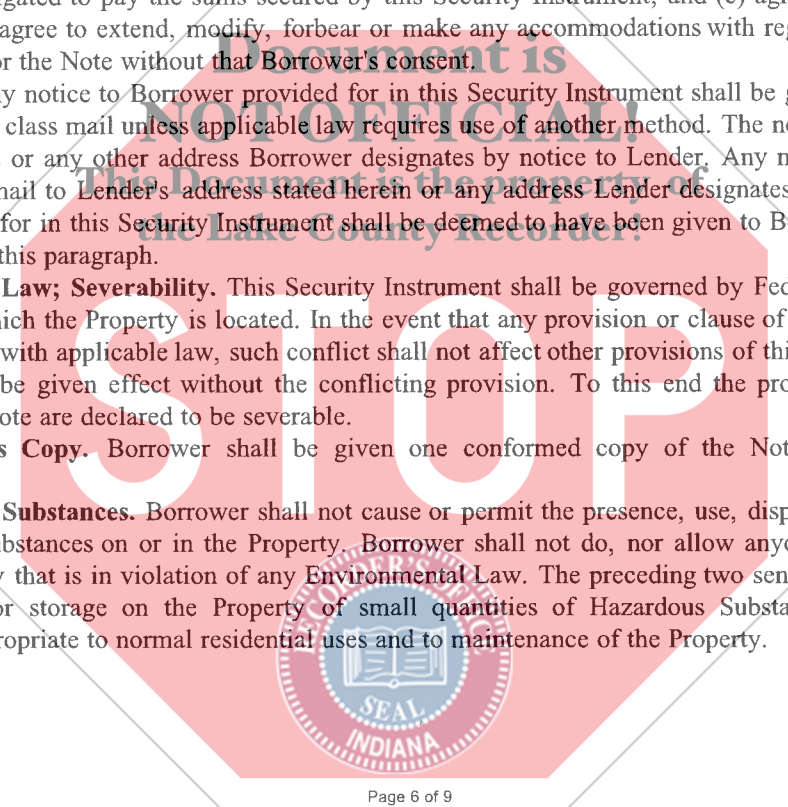 gated to pay the sums secured by this Security Instrument; and (c) agr
agree to extend, modify, forbear or make any accommodations with reg
or the Note without that Borrower's consent.
y notice to Borrower provided for in this Security Instrument shall be g
class mail unless applicable law requires use of another method. The no
or any other address Borrower designates by notice to Lender. Any n
nail to Lender's address stated herein or any address Lender designates
for in this Security Instrument shall be deemed to have been given to B
this paragraph.
Law; Severability. This Security Instrument shall be governed by Fed
hich the Property is located. In the event that any provision or clause of
with applicable law, such conflict shall not affect other provisions of thi
be given effect without the conflicting provision. To this end the pro
ote are declared to be severable.
s Copy. Borrower shall be given one conformed copy of the Not
Substances. Borrower shall not cause or permit the presence, use, disp
bstances on or in the Property. Borrower shall not do, nor allow anyo
y that is in violation of any Environmental Law. The preceding two sen
or storage on the Property of small quantities of Hazardous Substa
ropriate to normal residential uses and to maintenance of the Property.
Document is
NOT OFFICIAL!
This Document is the property of
the Lake County Recorder!
STOP
RECORDER'S OFFICE
SEAL
INDIANA
Page 6 of 9